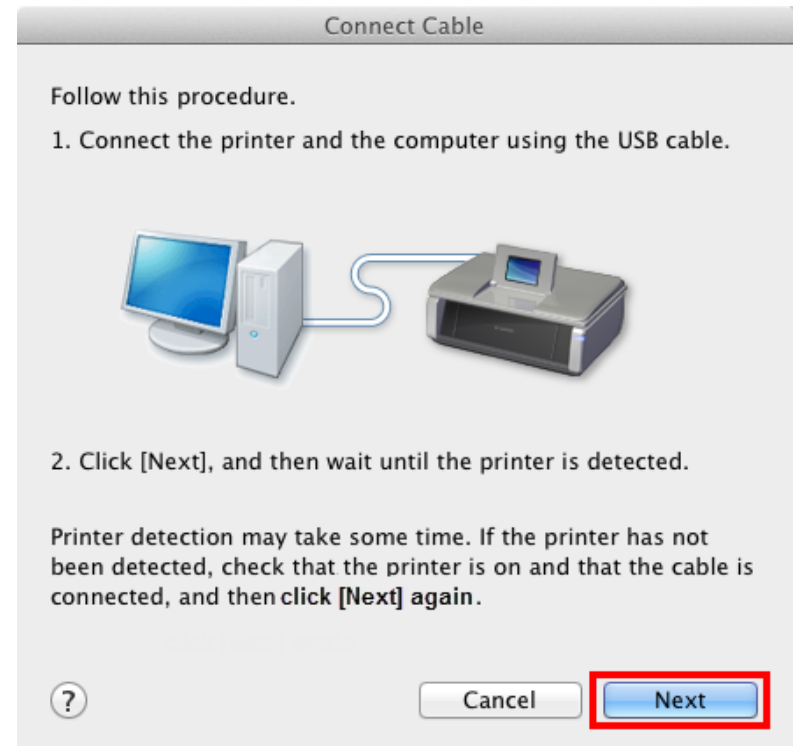 Connect Cable
Follow this procedure.
1. Connect the printer and the computer using the USB cable.
2. Click [Next], and then wait until the printer is detected.
Printer detection may take some time. If the printer has not
been detected, check that the printer is on and that the cable is
connected, and then click [Next] again.
?
Cancel
Next